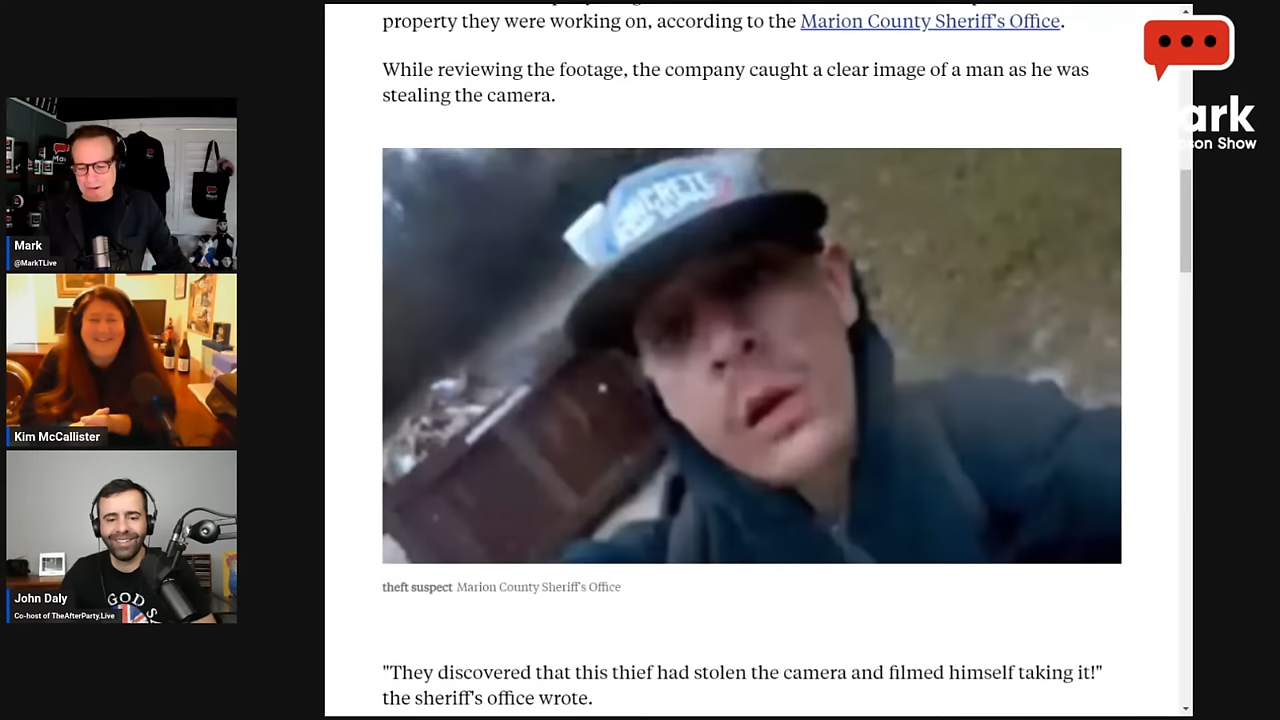 property they were working on, according to the Marion County Sheriff's Office.
While reviewing the footage, the company caught a clear image of a man as he was
stealing the camera.
theft suspect Marion County Sheriff's Office
"They discovered that this thief had stolen the camera and filmed himself taking it!"
the sheriff's office wrote.
Mark
@MarkTLive
Kim McCallister
GOD S
John Daly
Co-host of TheAfterParty.Live
ark
son Show